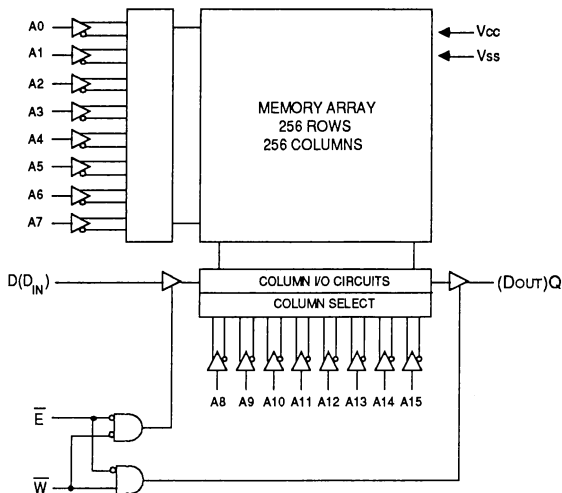 A0
A1
A2
A3
A4
A5
A6
A7
MEMORY ARRAY
256 ROWS
256 COLUMNS
Vcc
Vss
D(DIN)
COLUMN I/O CIRCUITS
COLUMN SELECT
(DOUT)Q
A8 A9 A10 A11 A12 A13 A14 A15
E̅
W̅